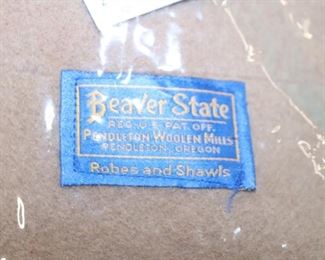 Beaver State
REG. U.S. PAT. OFF.
PENDLETON WOOLEN MILLS
PENDLETON, OREGON
Robes and Shawls